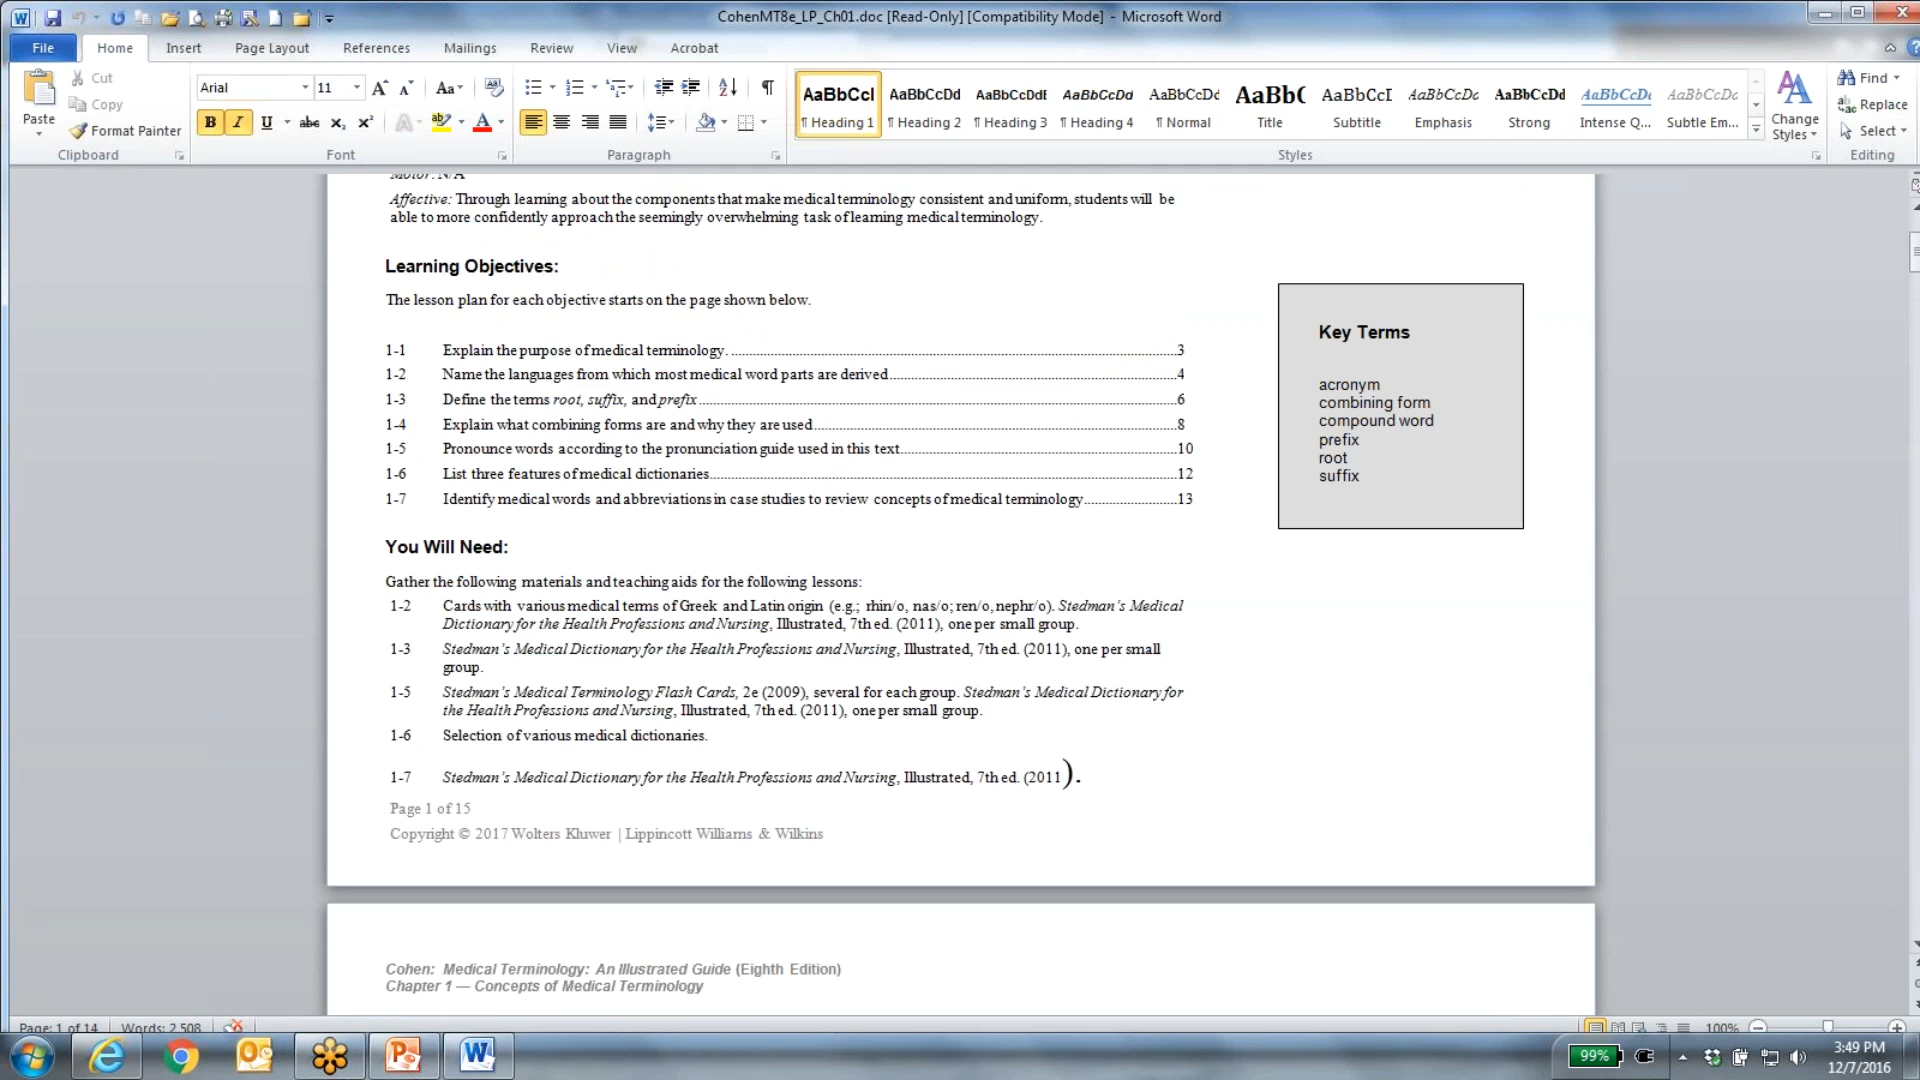 CohenMT8e_LP_Ch01.doc [Read-Only] [Compatibility Mode] - Microsoft Word
File Home Insert Page Layout References Mailings Review View Acrobat
Paste
Cut
Copy
Format Painter
Clipboard
Arial 11
Font
Paragraph
AaBbCcI AaBbCcDd AaBbCcDdE AaBbCcDd AaBbCcDc AaBb( AaBbCcI AaBbCcDc AaBbCcDd AaBbCcDc AaBbCcDc
¶ Heading 1 ¶ Heading 2 ¶ Heading 3 ¶ Heading 4 ¶ Normal Title Subtitle Emphasis Strong Intense Q... Subtle Em...
Styles
Change Styles
Find
Replace
Select
Editing
Motor: N/A
Affective: Through learning about the components that make medical terminology consistent and uniform, students will be
able to more confidently approach the seemingly overwhelming task of learning medical terminology.
Learning Objectives:
The lesson plan for each objective starts on the page shown below.
1-1 Explain the purpose of medical terminology. 3
1-2 Name the languages from which most medical word parts are derived 4
1-3 Define the terms root, suffix, and prefix 6
1-4 Explain what combining forms are and why they are used 8
1-5 Pronounce words according to the pronunciation guide used in this text 10
1-6 List three features of medical dictionaries 12
1-7 Identify medical words and abbreviations in case studies to review concepts of medical terminology 13
Key Terms
acronym
combining form
compound word
prefix
root
suffix
You Will Need:
Gather the following materials and teaching aids for the following lessons:
1-2 Cards with various medical terms of Greek and Latin origin (e.g.; rhin/o, nas/o; ren/o, nephr/o). Stedman's Medical
Dictionary for the Health Professions and Nursing, Illustrated, 7th ed. (2011), one per small group.
1-3 Stedman's Medical Dictionary for the Health Professions and Nursing, Illustrated, 7th ed. (2011), one per small
group.
1-5 Stedman's Medical Terminology Flash Cards, 2e (2009), several for each group. Stedman's Medical Dictionary for
the Health Professions and Nursing, Illustrated, 7th ed. (2011), one per small group.
1-6 Selection of various medical dictionaries.
1-7 Stedman's Medical Dictionary for the Health Professions and Nursing, Illustrated, 7th ed. (2011).
Page 1 of 15
Copyright © 2017 Wolters Kluwer | Lippincott Williams & Wilkins
Cohen: Medical Terminology: An Illustrated Guide (Eighth Edition)
Chapter 1 — Concepts of Medical Terminology
Page: 1 of 14 Words: 2,508 100%
99% 3:49 PM
12/7/2016